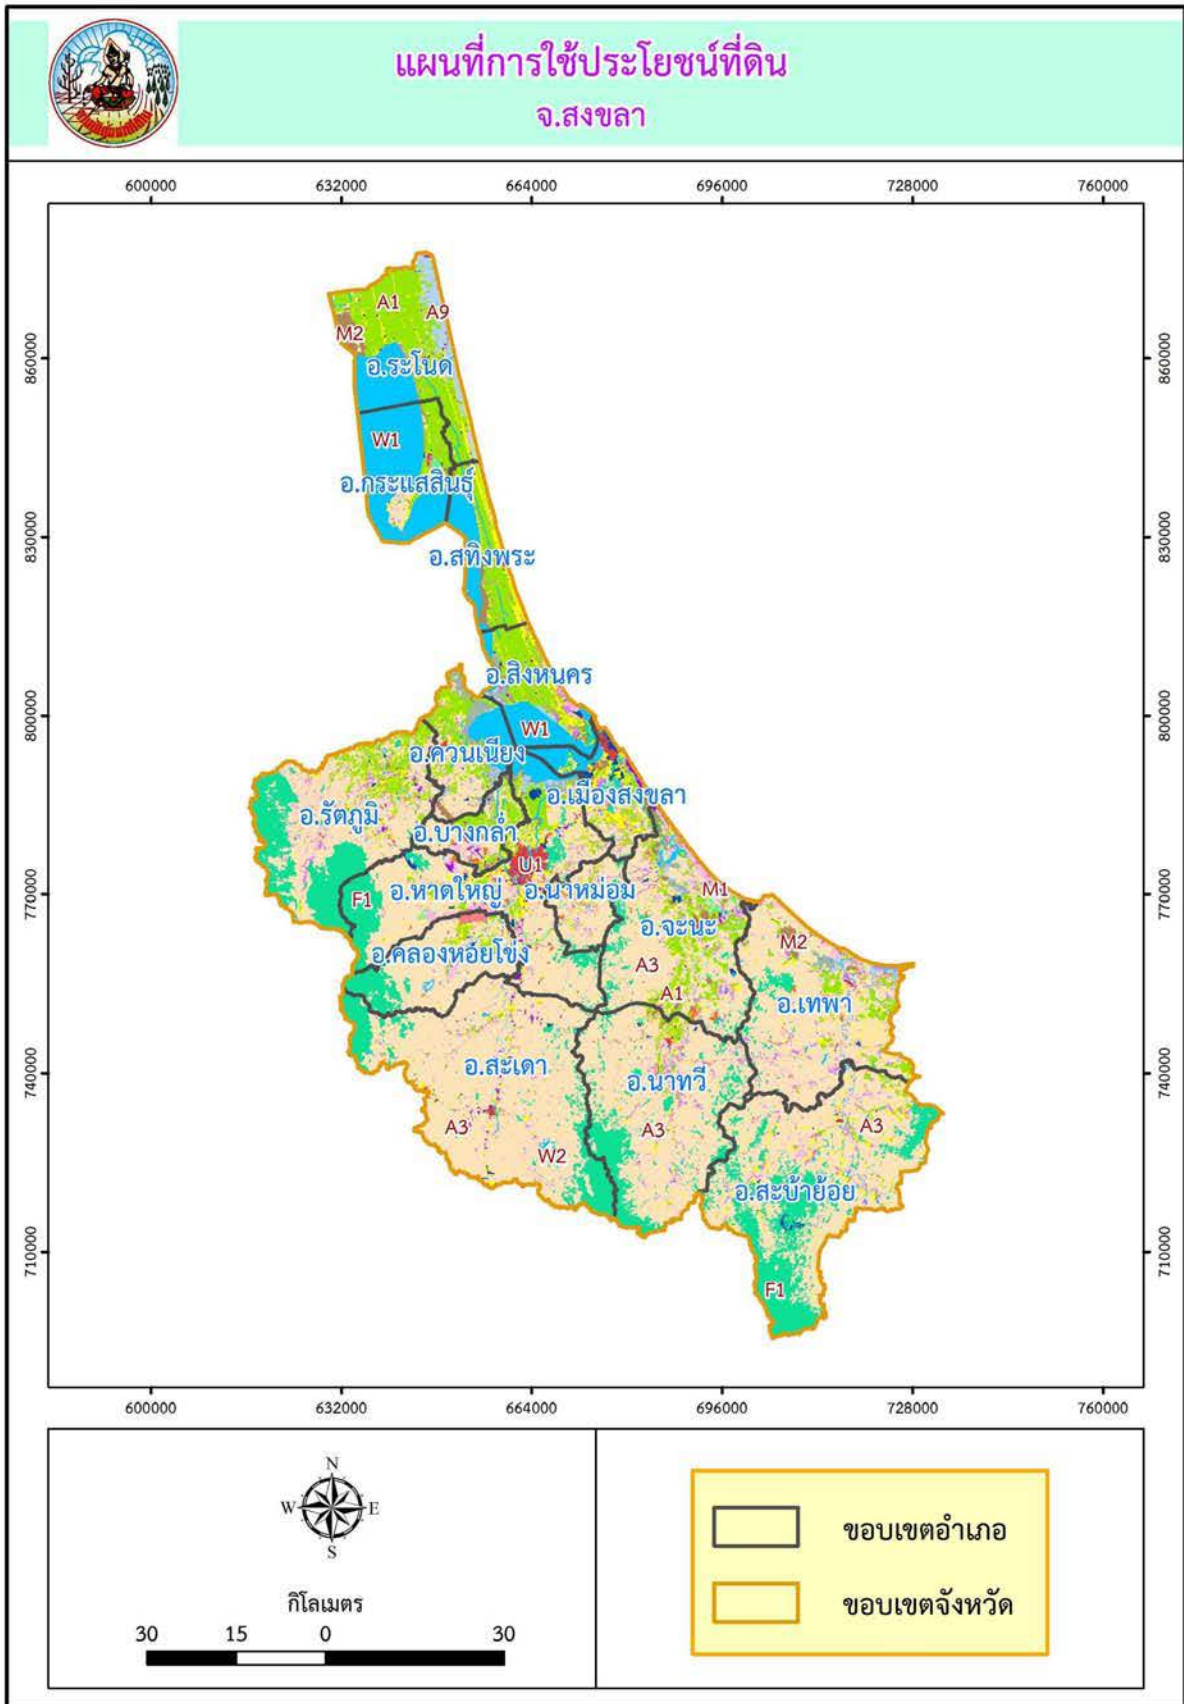 แผนที่การใช้ประโยชน์ที่ดิน
จ.สงขลา
600000 632000 664000 696000 728000 760000
A1
A9
M2
860000 860000
อ.ระโนด
W1
อ.กระแสสินธุ์
830000 830000
อ.สทิงพระ
อ.สิงหนคร
800000 800000
W1
อ.ควนเนียง
อ.เมืองสงขลา
อ.รัตภูมิ
อ.บางกล่ำ
U1
770000 770000
อ.หาดใหญ่ อ.นาหม่อม
M1
F1
อ.จะนะ
M2
อ.คลองหอยโข่ง
A3
A1
อ.เทพา
740000 740000
อ.สะเดา
อ.นาทวี
A3
A3
A3
W2
อ.สะบ้าย้อย
710000 710000
F1
600000 632000 664000 696000 728000 760000
N
W E
S
กิโลเมตร
30 15 0 30
ขอบเขตอำเภอ
ขอบเขตจังหวัด